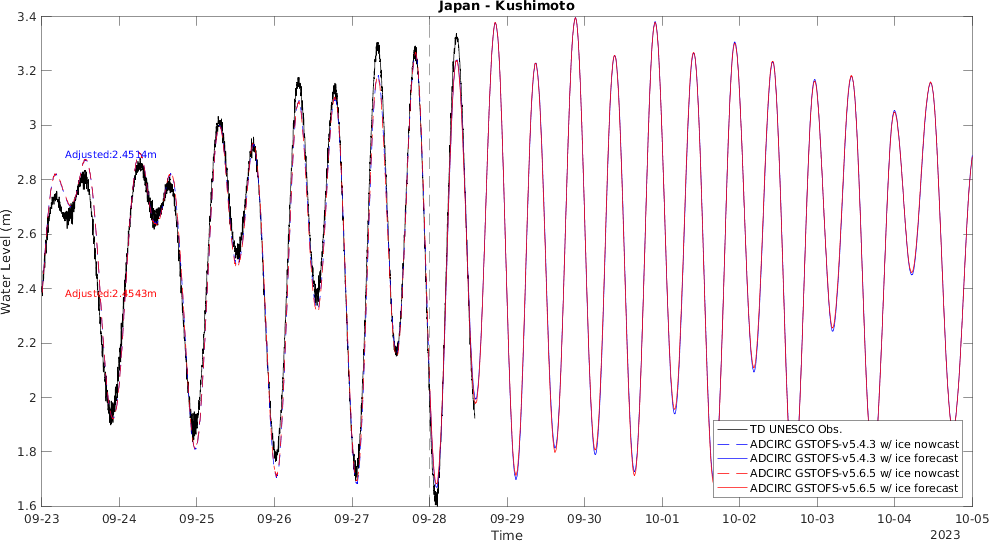 Japan - Kushimoto
3.4
3.2
3
2.8
2.6
2.4
2.2
2
1.8
1.6
Water Level (m)
Adjusted:2.4514m
Adjusted:2.4543m
TD UNESCO Obs.
ADCIRC GSTOFS-v5.4.3 w/ ice nowcast
ADCIRC GSTOFS-v5.4.3 w/ ice forecast
ADCIRC GSTOFS-v5.6.5 w/ ice nowcast
ADCIRC GSTOFS-v5.6.5 w/ ice forecast
09-23 09-24 09-25 09-26 09-27 09-28 09-29 09-30 10-01 10-02 10-03 10-04 10-05
Time
2023